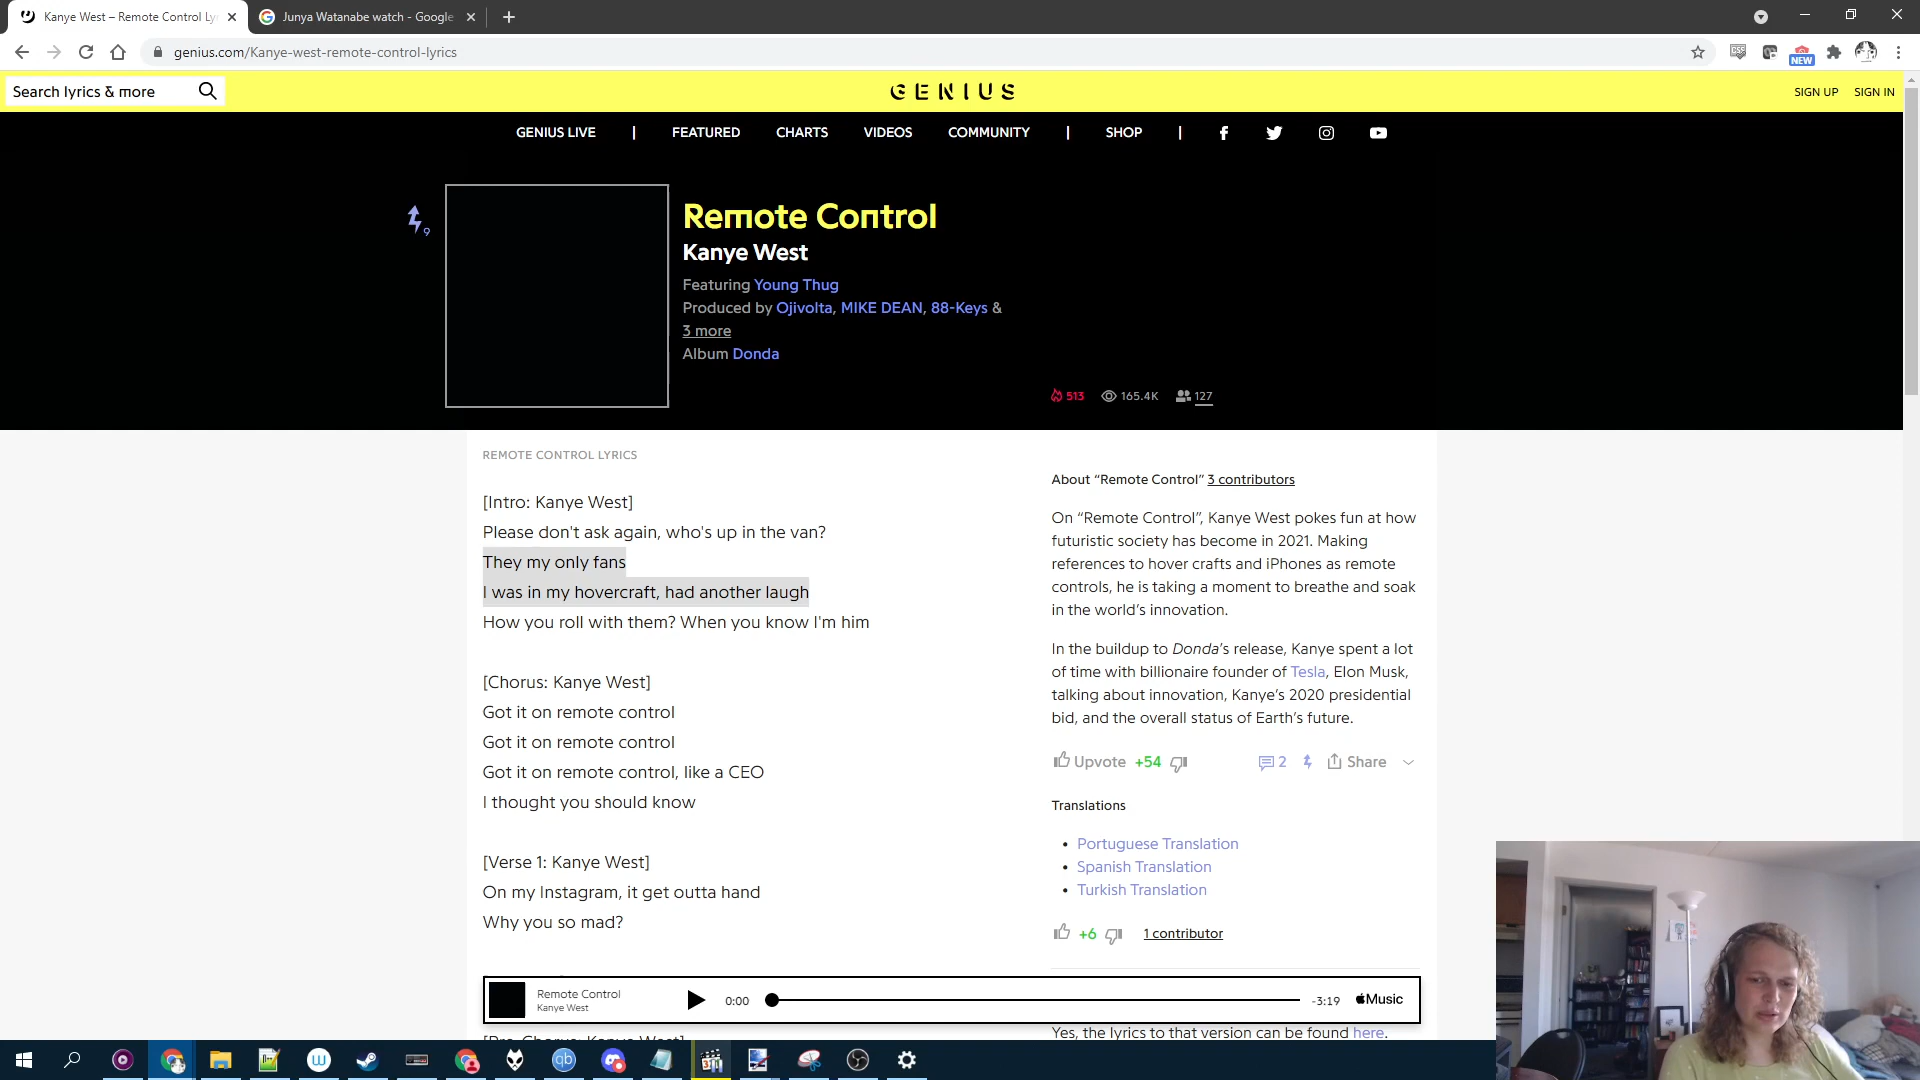 Kanye West – Remote Control Ly
Junya Watanabe watch - Google
genius.com/Kanye-west-remote-control-lyrics
NEW
Search lyrics & more
GENIUS
SIGN UP
SIGN IN
GENIUS LIVE | FEATURED CHARTS VIDEOS COMMUNITY | SHOP |
9
Remote Control
Kanye West
Featuring Young Thug
Produced by Ojivolta, MIKE DEAN, 88-Keys &
3 more
Album Donda
513 165.4K 127
REMOTE CONTROL LYRICS
[Intro: Kanye West]
Please don't ask again, who's up in the van?
They my only fans
I was in my hovercraft, had another laugh
How you roll with them? When you know I'm him
[Chorus: Kanye West]
Got it on remote control
Got it on remote control
Got it on remote control, like a CEO
I thought you should know
[Verse 1: Kanye West]
On my Instagram, it get outta hand
Why you so mad?
[Pre-Chorus: Kanye West]
About “Remote Control” 3 contributors
On “Remote Control”, Kanye West pokes fun at how
futuristic society has become in 2021. Making
references to hover crafts and iPhones as remote
controls, he is taking a moment to breathe and soak
in the world’s innovation.
In the buildup to Donda’s release, Kanye spent a lot
of time with billionaire founder of Tesla, Elon Musk,
talking about innovation, Kanye’s 2020 presidential
bid, and the overall status of Earth’s future.
Upvote +54 2 Share
Translations
• Portuguese Translation
• Spanish Translation
• Turkish Translation
+6 1 contributor
Remote Control
Kanye West
0:00
-3:19
Music
Yes, the lyrics to that version can be found here.